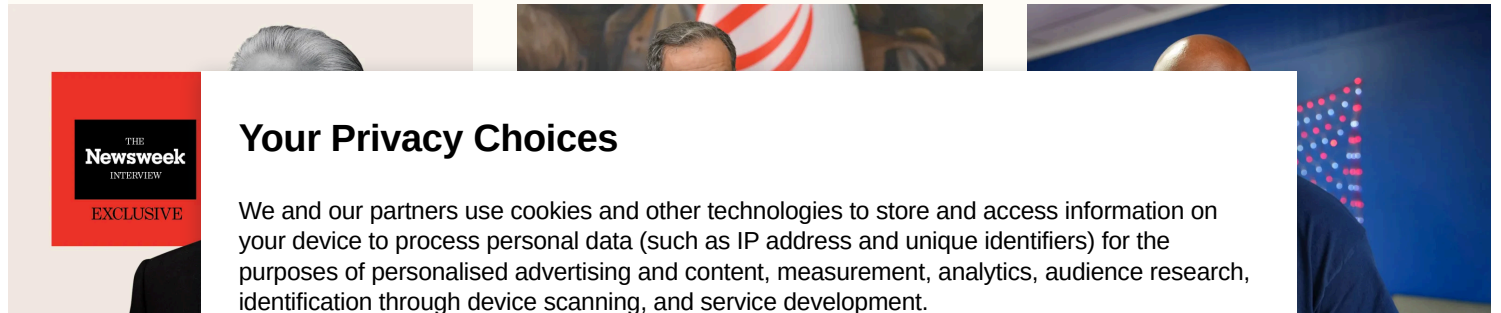 THE
Newsweek
INTERVIEW
EXCLUSIVE
Your Privacy Choices
We and our partners use cookies and other technologies to store and access information on
your device to process personal data (such as IP address and unique identifiers) for the
purposes of personalised advertising and content, measurement, analytics, audience research,
identification through device scanning, and service development.